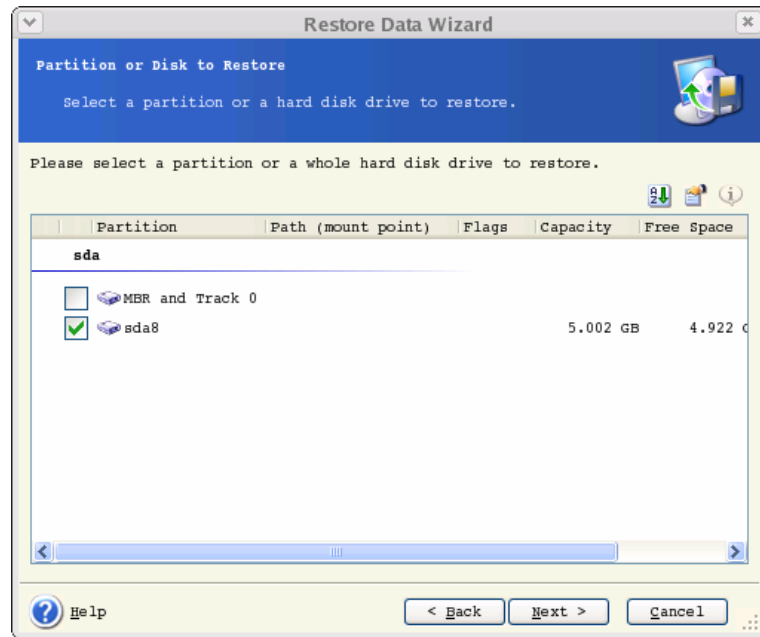 Restore Data Wizard
Partition or Disk to Restore
Select a partition or a hard disk drive to restore.
Please select a partition or a whole hard disk drive to restore.
Partition Path (mount point) Flags Capacity Free Space
sda
MBR and Track 0
sda8 5.002 GB 4.922
Help < Back Next > Cancel